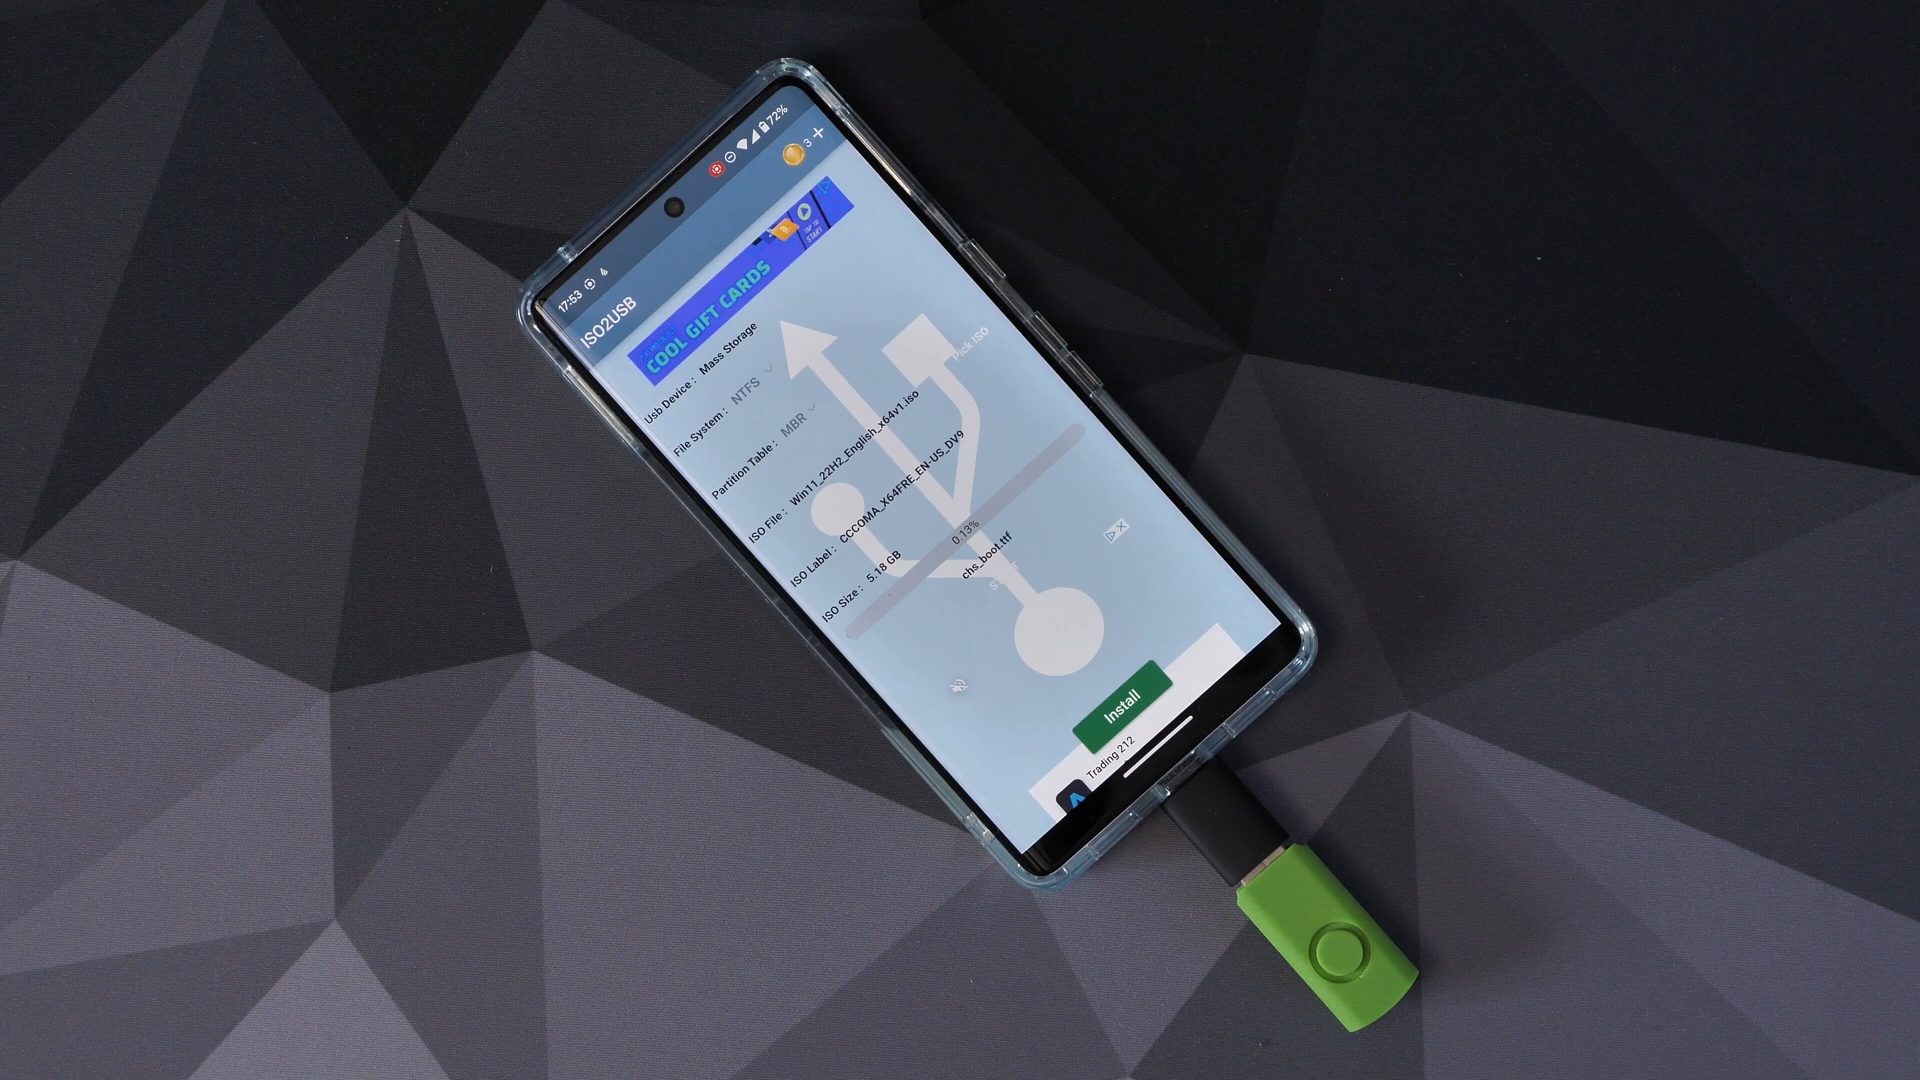 17:53
72%
ISO2USB
3 +
COOL GIFT CARDS
TAP TO
START
Usb Device : Mass Storage
File System : NTFS
Partition Table : MBR
Pick ISO
ISO File : Win11_22H2_English_x64v1.iso
ISO Label : CCCOMA_X64FRE_EN-US_DV9
ISO Size : 5.18 GB
0.13%
chs_boot.ttf
Install
Trading 212